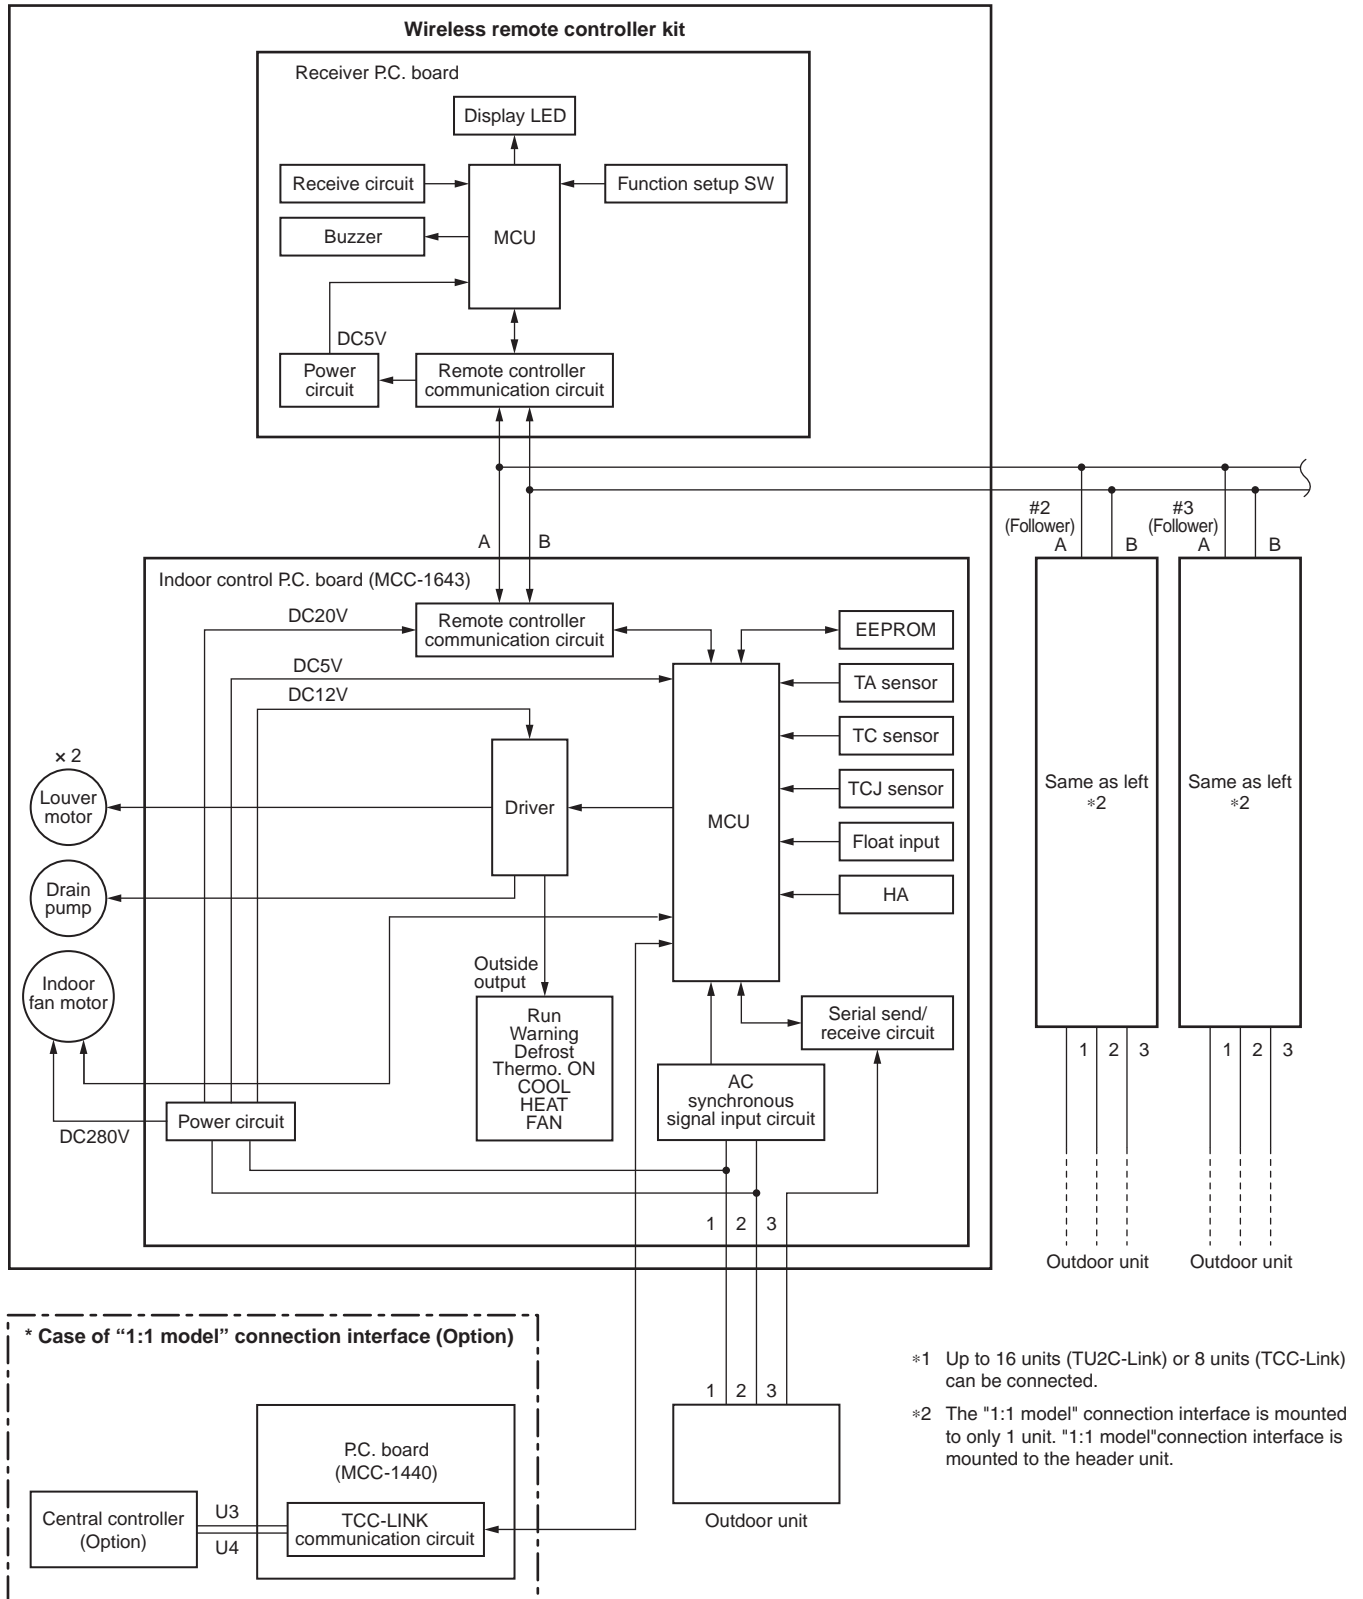 Wireless remote controller kit
Receiver P.C. board
Display LED
Receive circuit
Function setup SW
Buzzer
MCU
DC5V
Power
circuit
Remote controller
communication circuit
#2
(Follower)
#3
(Follower)
A
B
A
B
A
B
Indoor control P.C. board (MCC-1643)
DC20V
Remote controller
communication circuit
EEPROM
DC5V
TA sensor
DC12V
TC sensor
× 2
Louver
motor
Driver
MCU
TCJ sensor
Same as left
*2
Same as left
*2
Float input
Drain
pump
HA
Indoor
fan motor
Outside
output
Run
Warning
Defrost
Thermo. ON
COOL
HEAT
FAN
Serial send/
receive circuit
AC
synchronous
signal input circuit
1 2 3
1 2 3
Power circuit
DC280V
1 2 3
Outdoor unit
Outdoor unit
* Case of “1:1 model” connection interface (Option)
P.C. board
(MCC-1440)
Central controller
(Option)
U3
U4
TCC-LINK
communication circuit
1 2 3
Outdoor unit
*1 Up to 16 units (TU2C-Link) or 8 units (TCC-Link)
can be connected.
*2 The "1:1 model" connection interface is mounted
to only 1 unit. "1:1 model"connection interface is
mounted to the header unit.